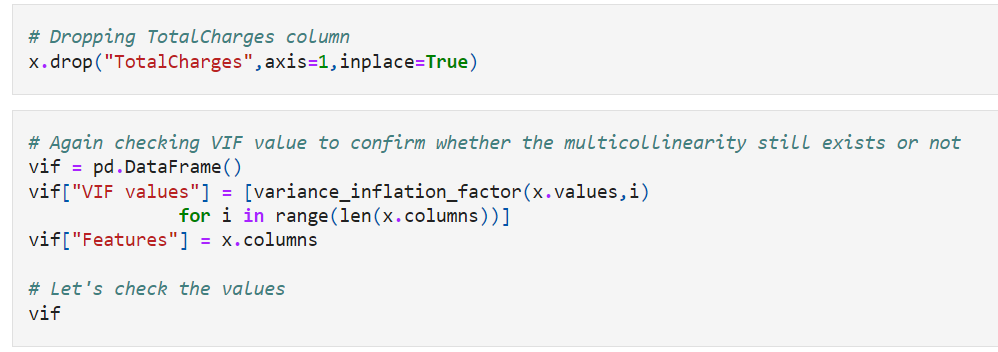 # Dropping TotalCharges column
x.drop("TotalCharges",axis=1,inplace=True)
# Again checking VIF value to confirm whether the multicollinearity still exists or not
vif = pd.DataFrame()
vif["VIF values"] = [variance_inflation_factor(x.values,i)
for i in range(len(x.columns))]
vif["Features"] = x.columns
# Let's check the values
vif